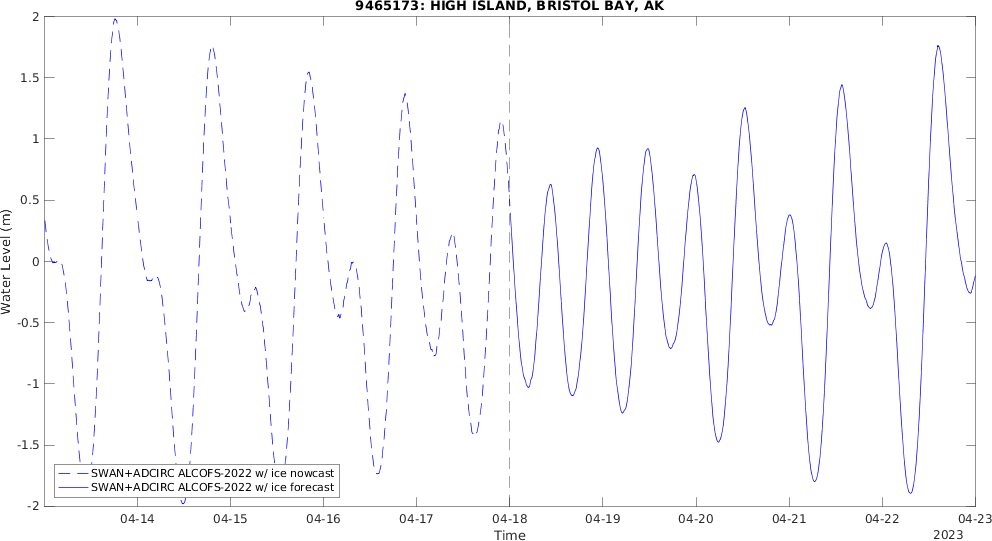 9465173: HIGH ISLAND, BRISTOL BAY, AK
2
1.5
1
0.5
0
-0.5
-1
-1.5
-2
Water Level (m)
SWAN+ADCIRC ALCOFS-2022 w/ ice nowcast
SWAN+ADCIRC ALCOFS-2022 w/ ice forecast
04-14 04-15 04-16 04-17 04-18 04-19 04-20 04-21 04-22 04-23
Time
2023